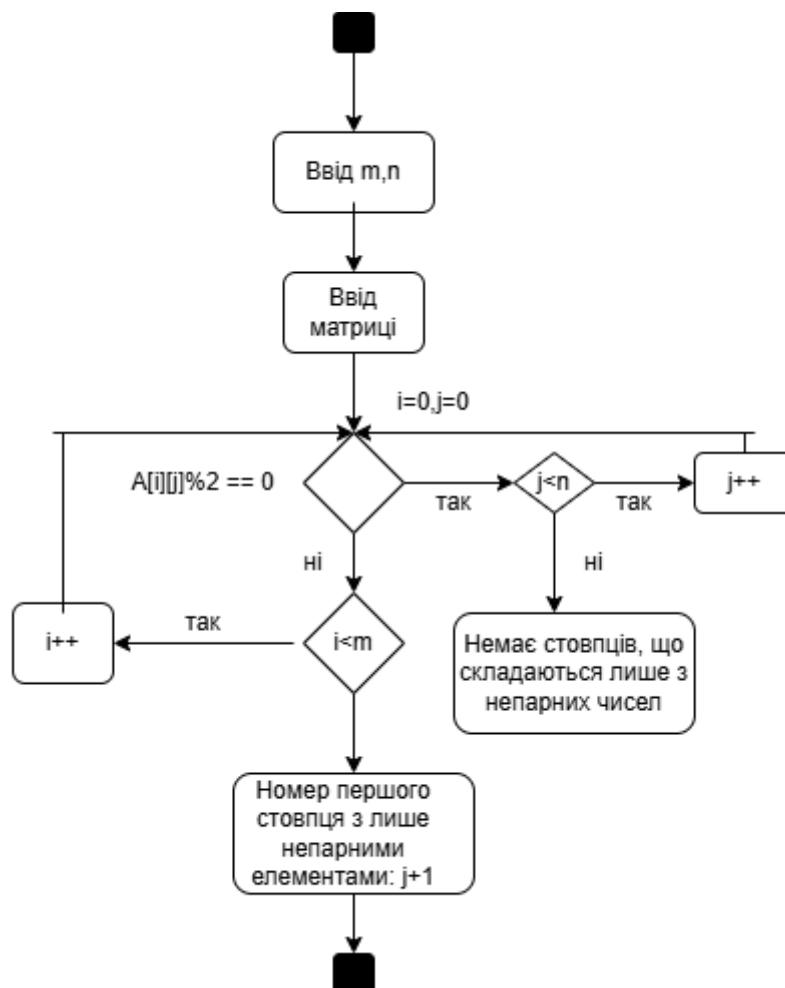 Ввід m,n
Ввід
матриці
i=0,j=0
A[i][j]%2 == 0
так
j<n
так
j++
ні
ні
i++
так
i<m
Немає стовпців, що
складаються лише з
непарних чисел
Номер першого
стовпця з лише
непарними
елементами: j+1